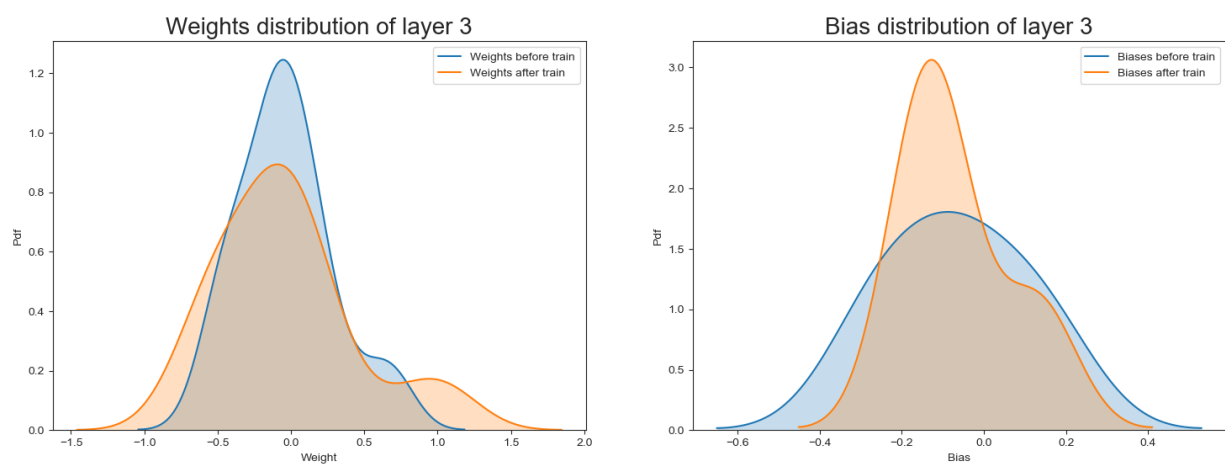 Weights distribution of layer 3
Weights before train
Weights after train
1.2
1.0
0.8
0.6
0.4
0.2
0.0
Pdf
−1.5 −1.0 −0.5 0.0 0.5 1.0 1.5 2.0
Weight
Bias distribution of layer 3
Biases before train
Biases after train
3.0
2.5
2.0
1.5
1.0
0.5
0.0
Pdf
−0.6 −0.4 −0.2 0.0 0.2 0.4
Bias